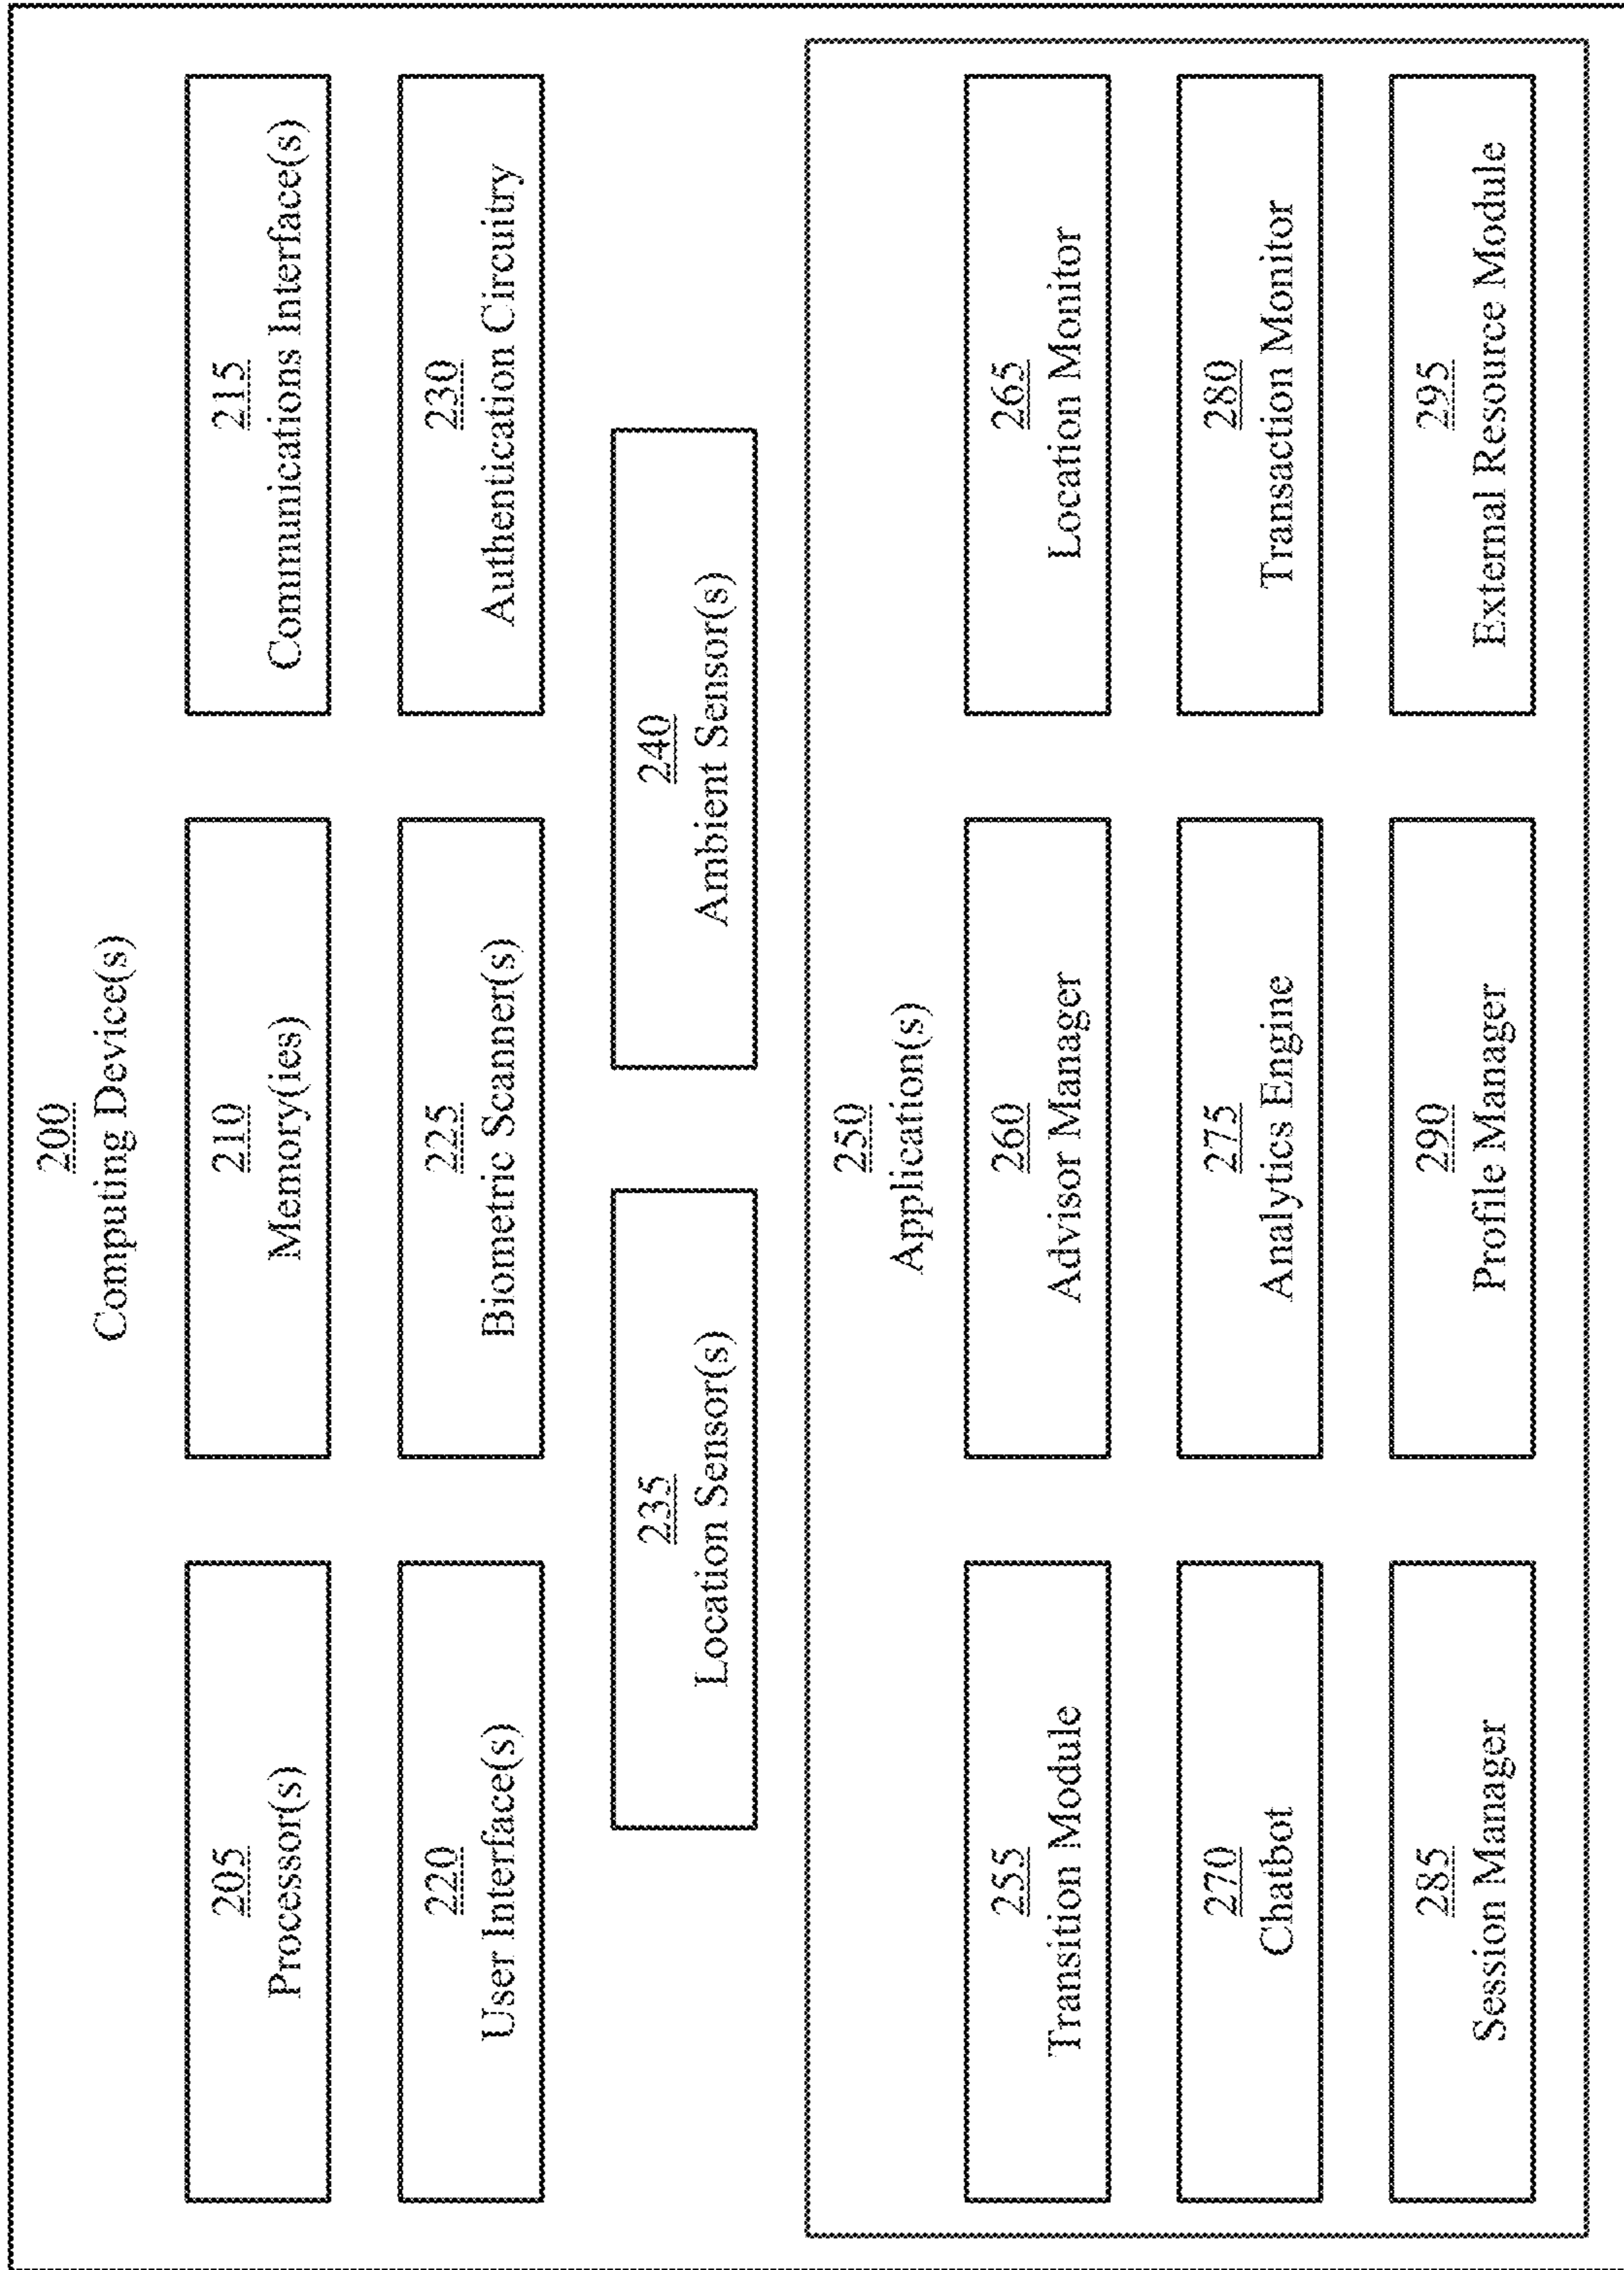 200
Computing Device(s)
205
Processor(s)
210
Memory(ies)
215
Communications Interface(s)
220
User Interface(s)
225
Biometric Scanner(s)
230
Authentication Circuitry
235
Location Sensor(s)
240
Ambient Sensor(s)
250
Application(s)
255
Transition Module
260
Advisor Manager
265
Location Monitor
270
Chatbot
275
Analytics Engine
280
Transaction Monitor
285
Session Manager
290
Profile Manager
295
External Resource Module